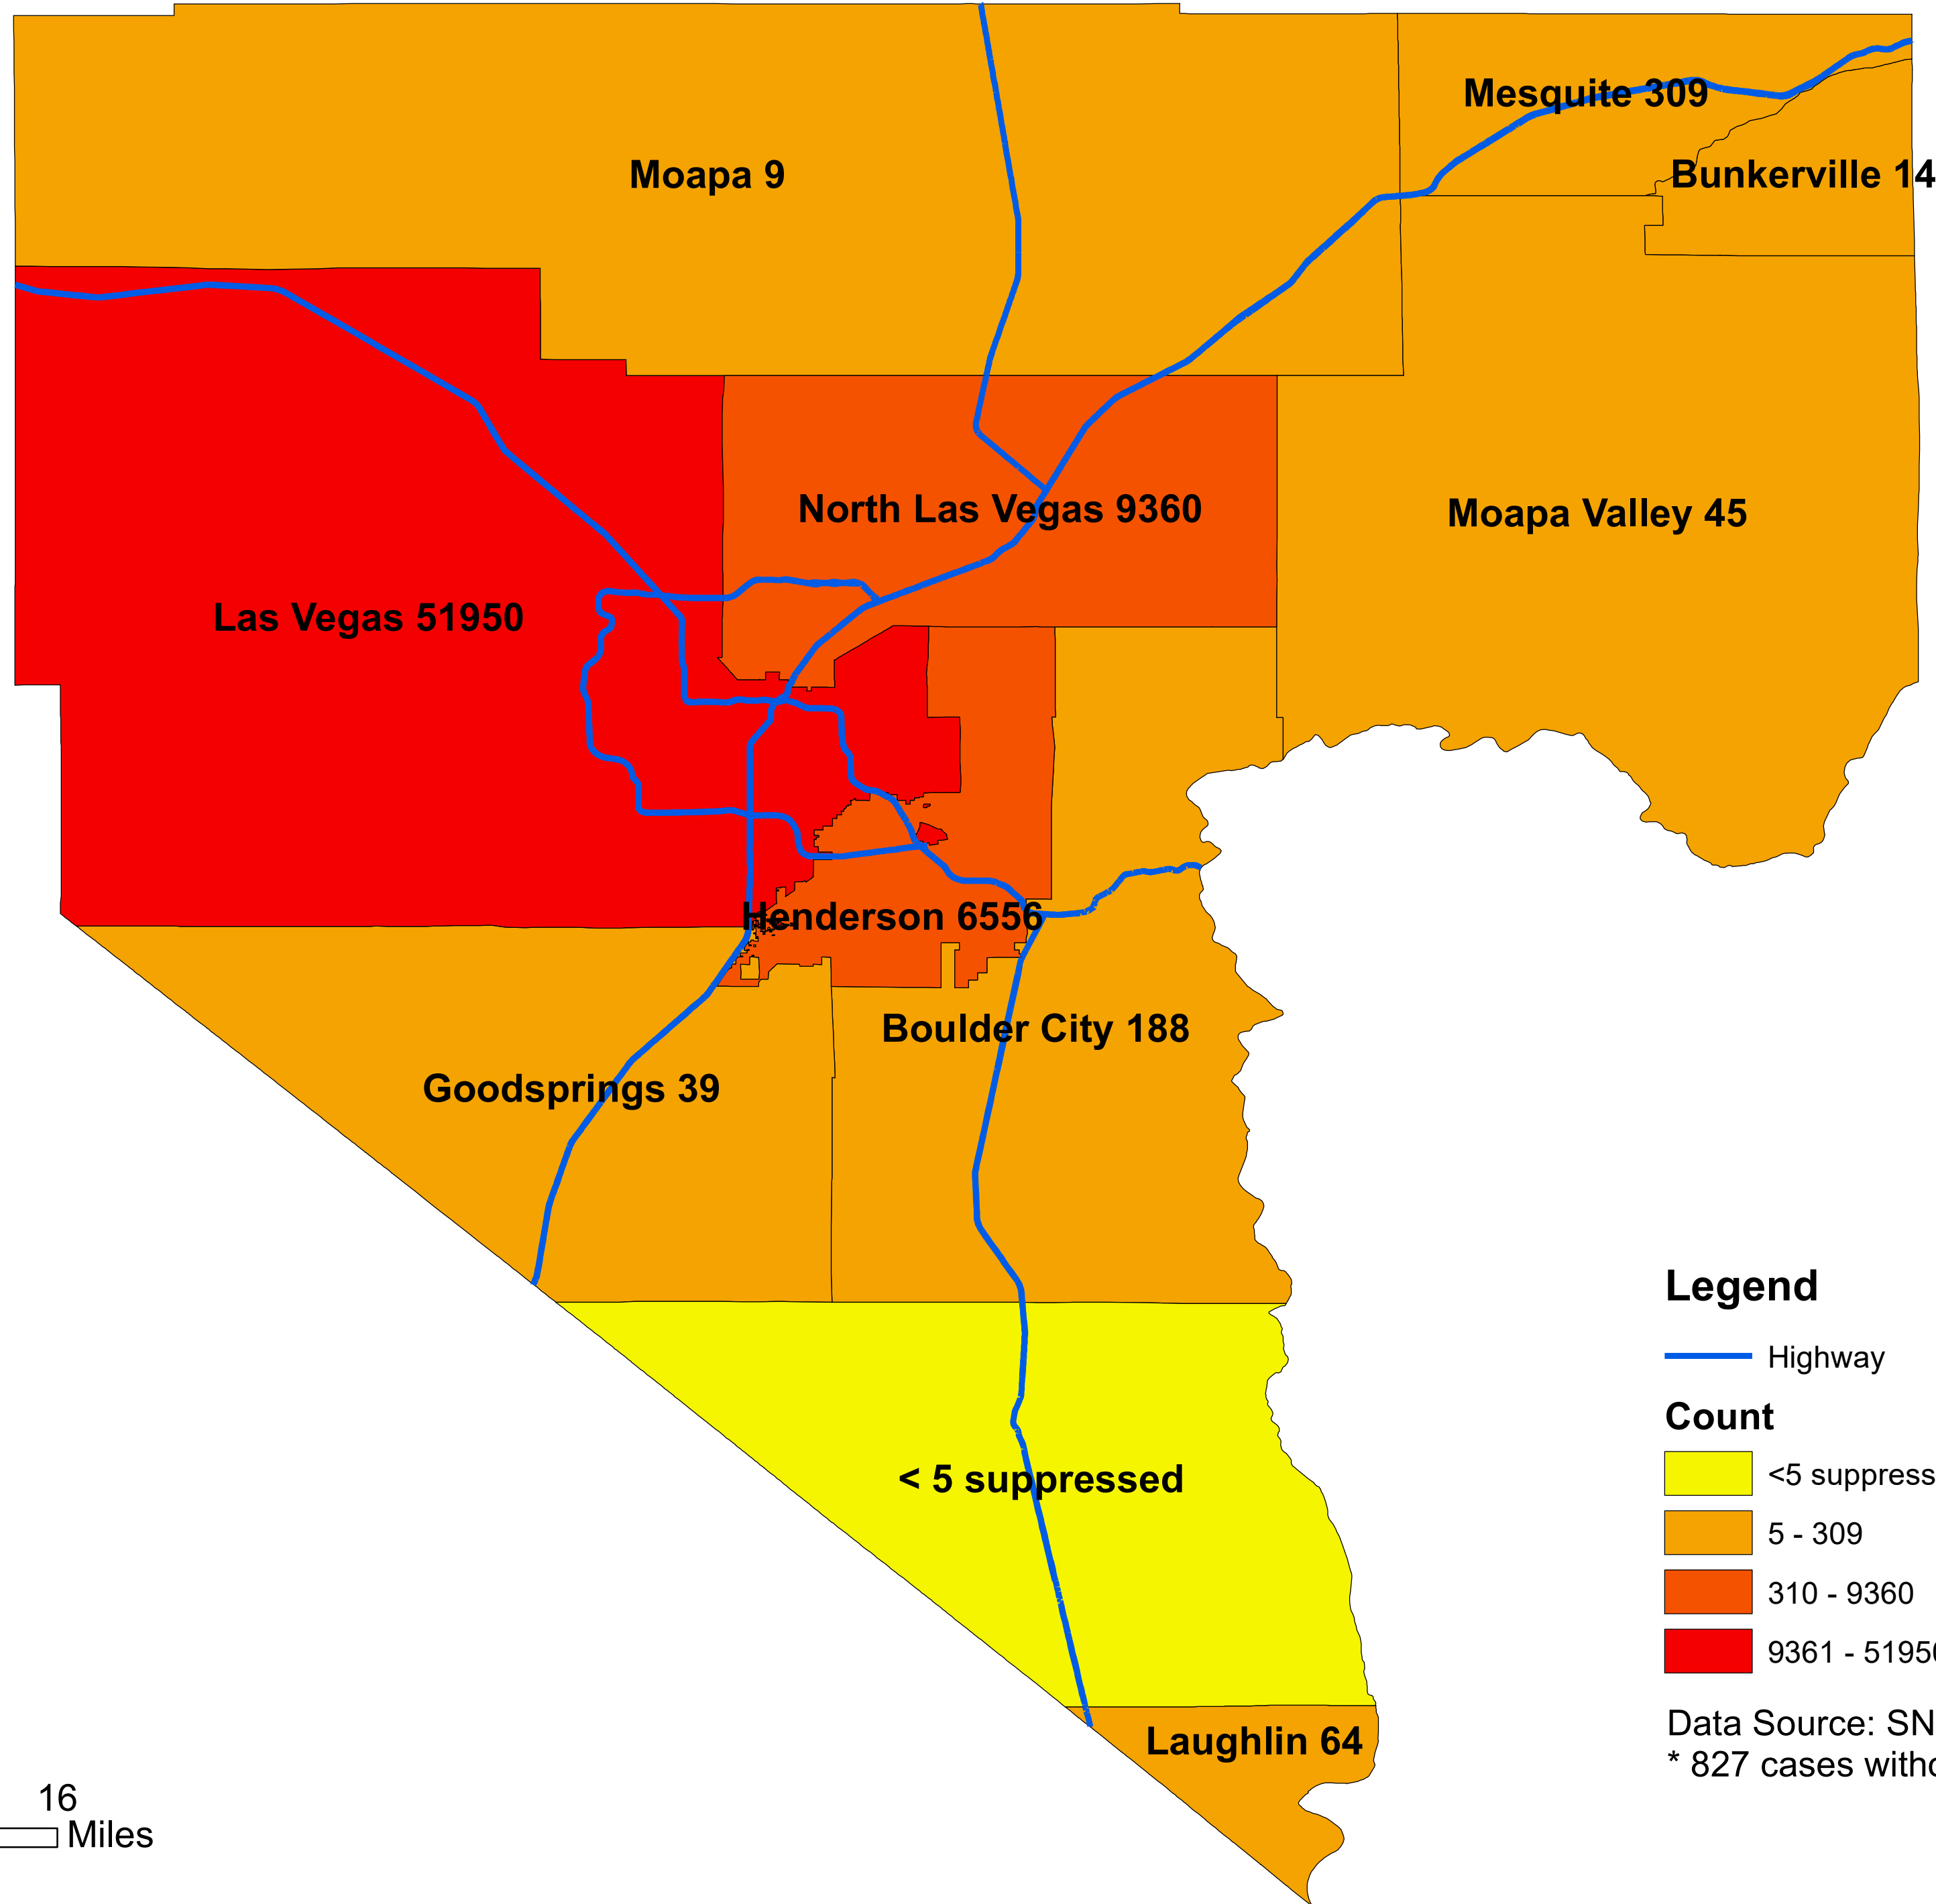 Mesquite 309
Moapa 9
Bunkerville 14
North Las Vegas 9360
Moapa Valley 45
Las Vegas 51950
Henderson 6556
Boulder City 188
Goodsprings 39
< 5 suppressed
Laughlin 64
Legend
Highway
Count
<5 suppress
5 - 309
310 - 9360
9361 - 51950
Data Source: SN
* 827 cases witho
16
Miles